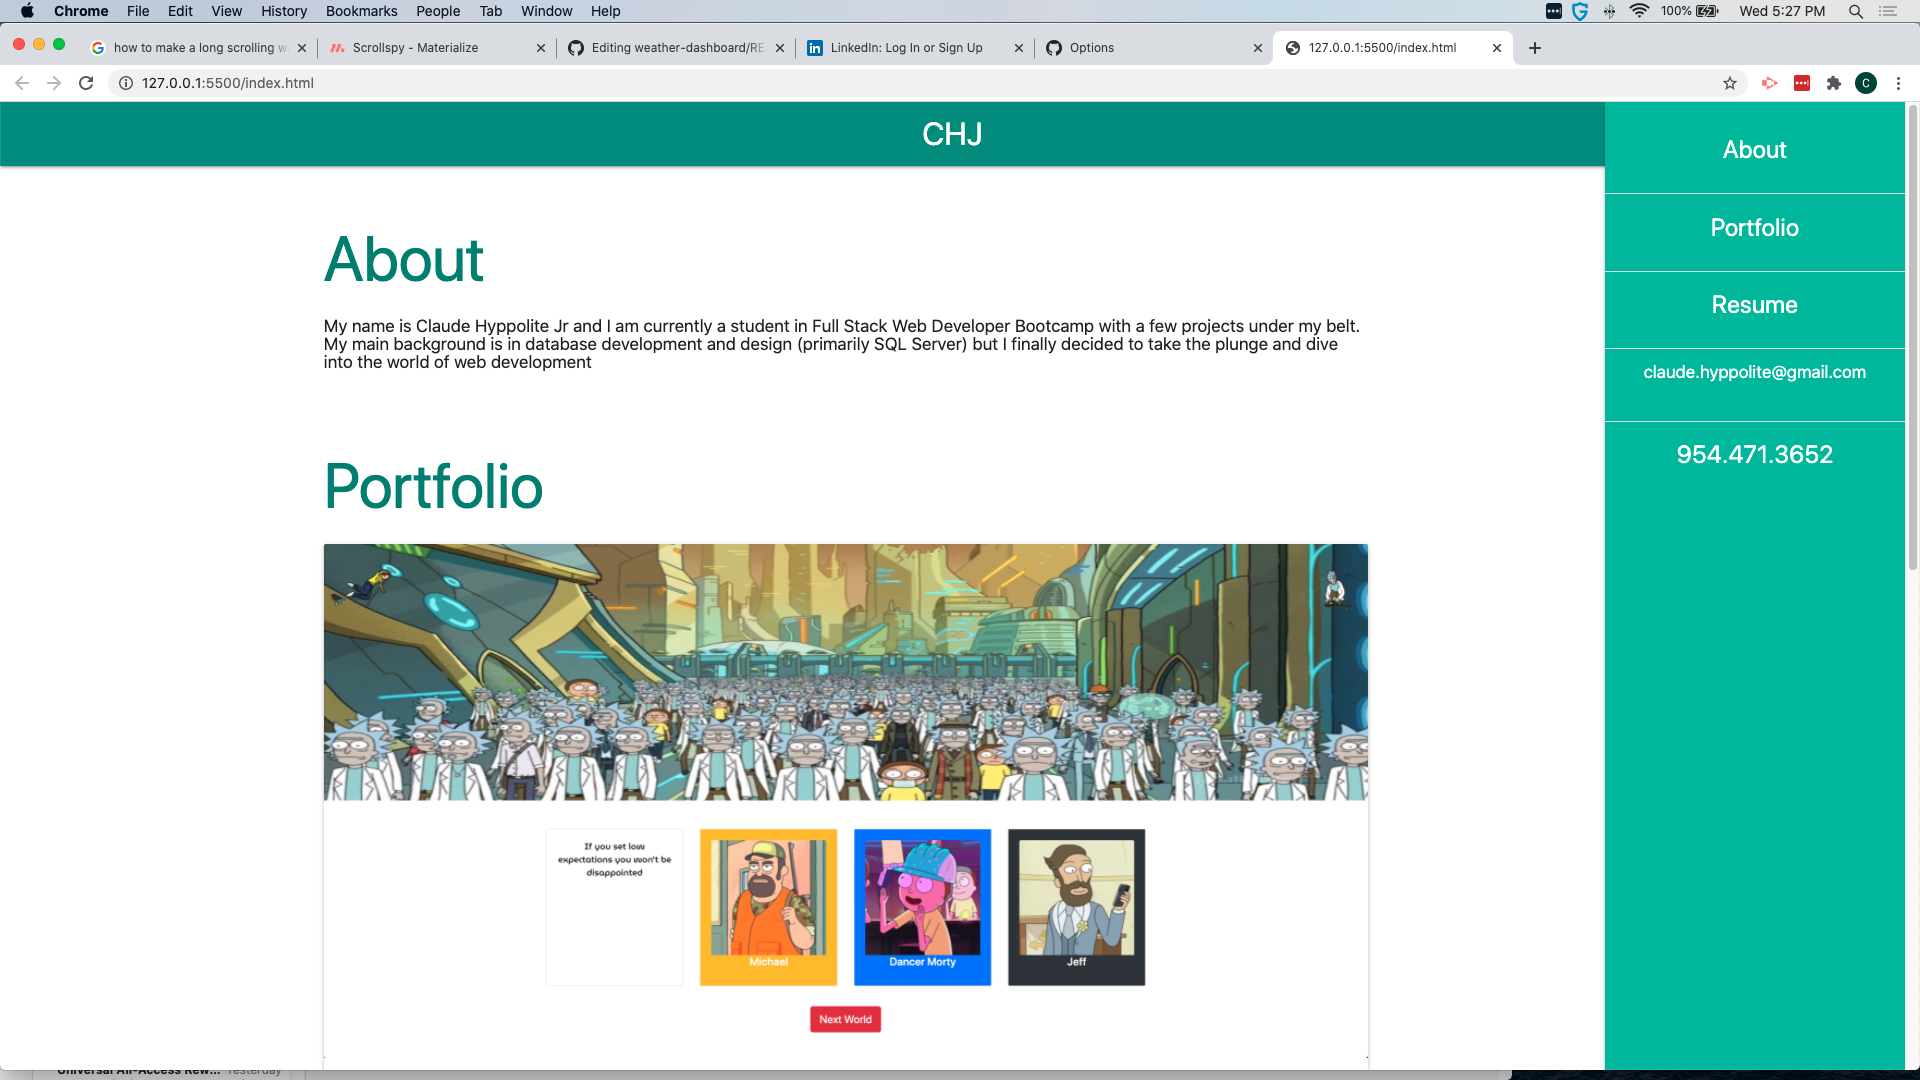 Chrome File Edit View History Bookmarks People Tab Window Help 100% Wed 5:27 PM
how to make a long scrolling w Scrollspy - Materialize Editing weather-dashboard/RE LinkedIn: Log In or Sign Up Options 127.0.0.1:5500/index.html
127.0.0.1:5500/index.html C
CHJ
About
Portfolio
Resume
claude.hyppolite@gmail.com
954.471.3652
About
My name is Claude Hyppolite Jr and I am currently a student in Full Stack Web Developer Bootcamp with a few projects under my belt.
My main background is in database development and design (primarily SQL Server) but I finally decided to take the plunge and dive
into the world of web development
Portfolio
If you set low
expectations you won't be
disappointed
Michael Dancer Morty Jeff
Next World
Universal All-Access Rew... Yesterday